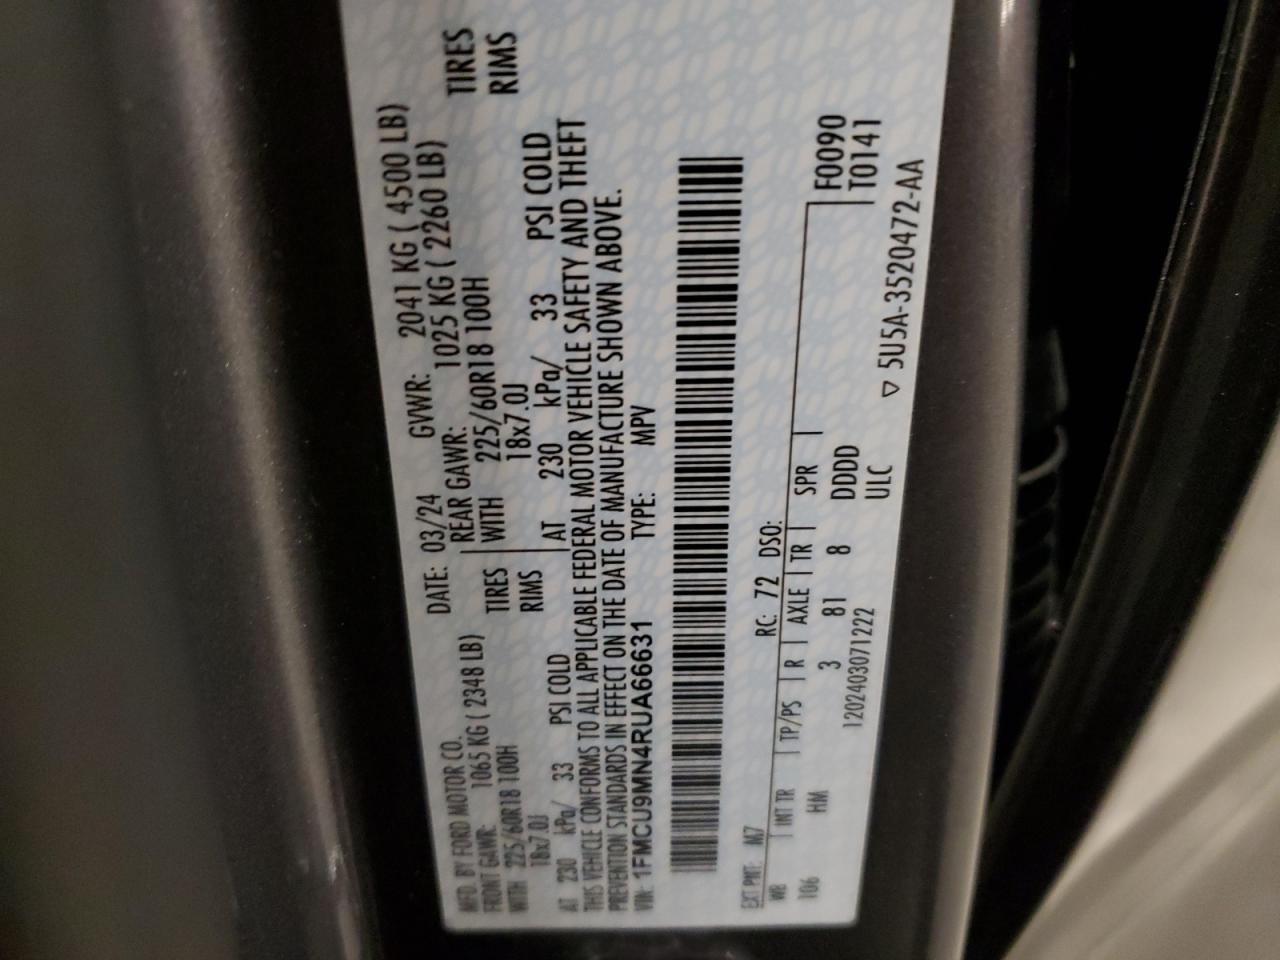 MFD. BY FORD MOTOR CO.
DATE: 03/24 GVWR: 2041 KG ( 4500 LB)
FRONT GAWR: 1065 KG ( 2348 LB) REAR GAWR: 1025 KG ( 2260 LB)
WITH 225/60R18 100H TIRES WITH 225/60R18 100H TIRES
18x7.0J RIMS 18x7.0J RIMS
AT 230 kPa/ 33 PSI COLD AT 230 kPa/ 33 PSI COLD
THIS VEHICLE CONFORMS TO ALL APPLICABLE FEDERAL MOTOR VEHICLE SAFETY AND THEFT
PREVENTION STANDARDS IN EFFECT ON THE DATE OF MANUFACTURE SHOWN ABOVE.
VIN: 1FMCU9MN4RUA66631 TYPE: MPV
EXT PNT: M7 RC: 72 DSO:
WB INT TR TP/PS R AXLE TR SPR F0090
106 HM 3 81 8 DDDD T0141
1202403071222 ULC
▽ 5U5A-3520472-AA